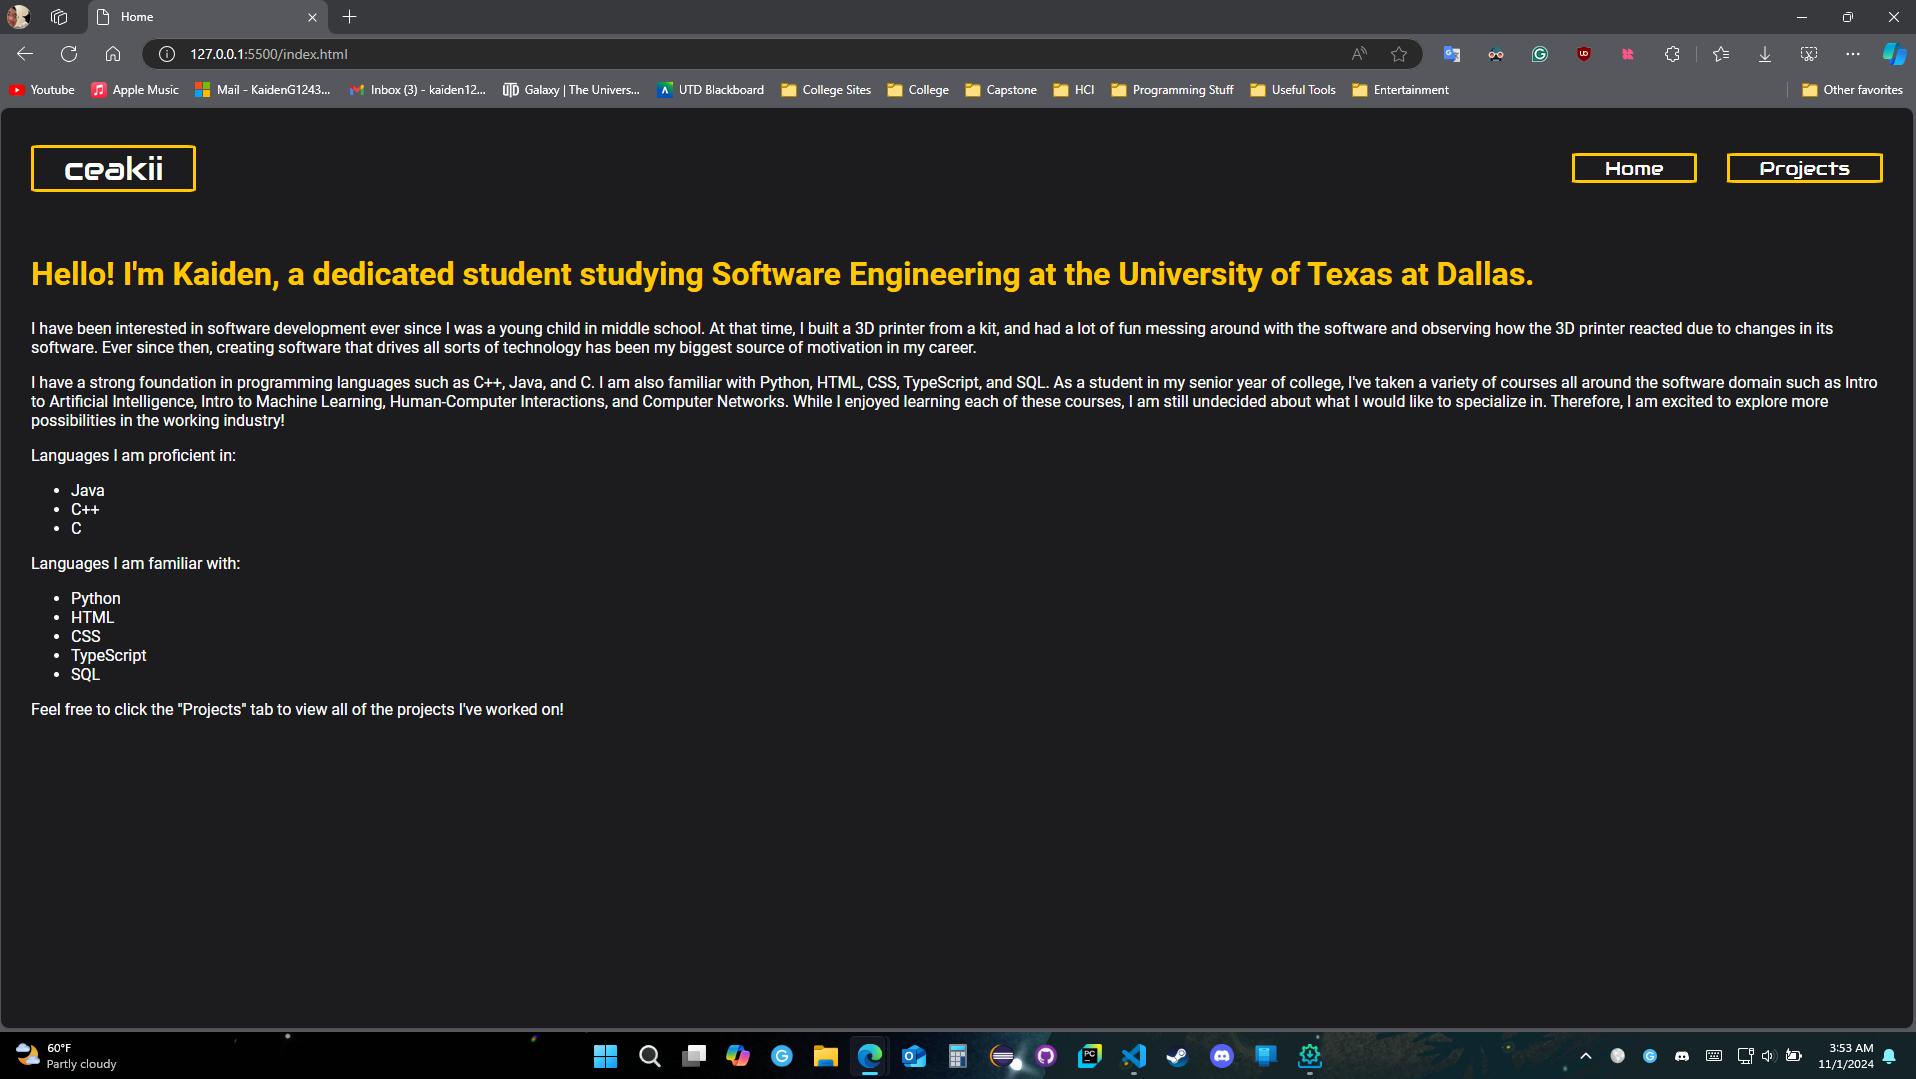 Home
127.0.0.1:5500/index.html
Youtube
Apple Music
Mail - KaidenG1243...
Inbox (3) - kaiden12...
Galaxy | The Univers...
UTD Blackboard
College Sites
College
Capstone
HCI
Programming Stuff
Useful Tools
Entertainment
Other favorites
ceakii
Home
Projects
Hello! I'm Kaiden, a dedicated student studying Software Engineering at the University of Texas at Dallas.
I have been interested in software development ever since I was a young child in middle school. At that time, I built a 3D printer from a kit, and had a lot of fun messing around with the software and observing how the 3D printer reacted due to changes in its
software. Ever since then, creating software that drives all sorts of technology has been my biggest source of motivation in my career.
I have a strong foundation in programming languages such as C++, Java, and C. I am also familiar with Python, HTML, CSS, TypeScript, and SQL. As a student in my senior year of college, I've taken a variety of courses all around the software domain such as Intro
to Artificial Intelligence, Intro to Machine Learning, Human-Computer Interactions, and Computer Networks. While I enjoyed learning each of these courses, I am still undecided about what I would like to specialize in. Therefore, I am excited to explore more
possibilities in the working industry!
Languages I am proficient in:
• Java
• C++
• C
Languages I am familiar with:
• Python
• HTML
• CSS
• TypeScript
• SQL
Feel free to click the "Projects" tab to view all of the projects I've worked on!
60°F
Partly cloudy
3:53 AM
11/1/2024